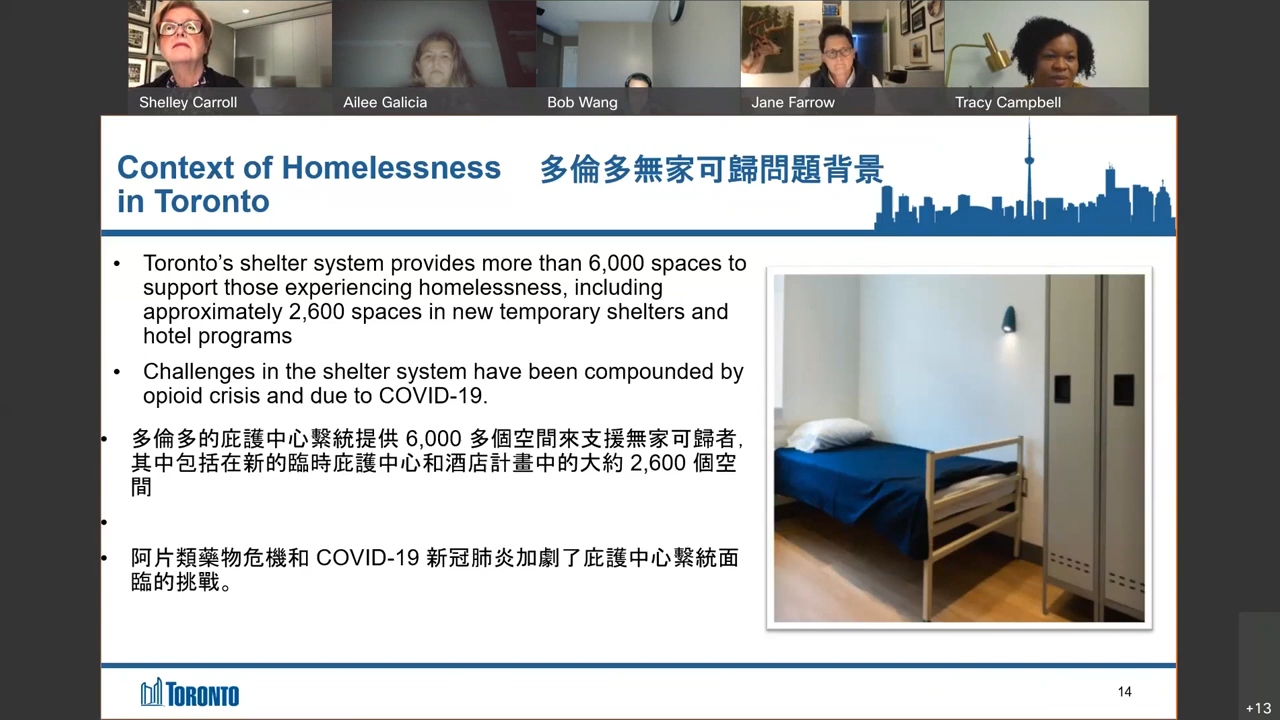 Shelley Carroll
Ailee Galicia
Bob Wang
Jane Farrow
Tracy Campbell
Context of Homelessness
in Toronto
多倫多無家可歸問題背景
• Toronto’s shelter system provides more than 6,000 spaces to
support those experiencing homelessness, including
approximately 2,600 spaces in new temporary shelters and
hotel programs
• Challenges in the shelter system have been compounded by
opioid crisis and due to COVID-19.
• 多倫多的庇護中心繫統提供 6,000 多個空間來支援無家可歸者,
其中包括在新的臨時庇護中心和酒店計畫中的大約 2,600 個空
間
•
• 阿片類藥物危機和 COVID-19 新冠肺炎加劇了庇護中心繫統面
臨的挑戰。
TORONTO
14
+13